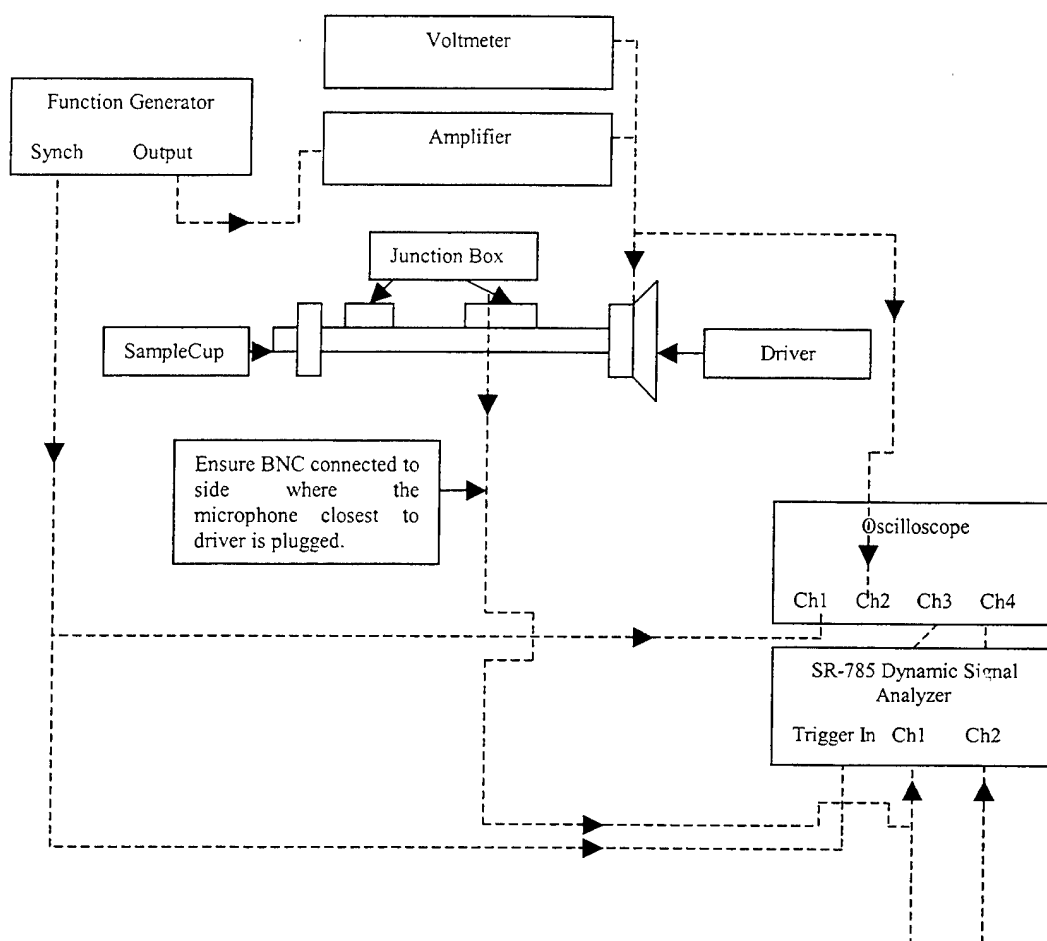 Voltmeter
Function Generator
Synch Output
Amplifier
Junction Box
SampleCup
Driver
Ensure BNC connected to
side where the
microphone closest to
driver is plugged.
Oscilloscope
Ch1 Ch2 Ch3 Ch4
SR-785 Dynamic Signal
Analyzer
Trigger In Ch1 Ch2